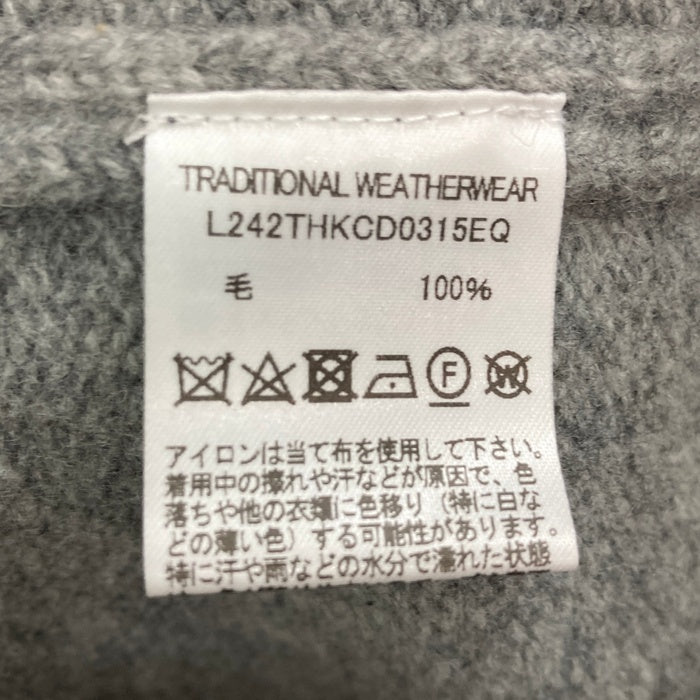 TRADITIONAL WEATHERWEAR
L242THKCD0315EQ
毛 100%
F W
アイロンは当て布を使用して下さい。
着用中の擦れや汗などが原因で、色
落ちや他の衣類に色移り（特に白な
どの薄い色）する可能性があります。
特に汗や雨などの水分で濡れた状態